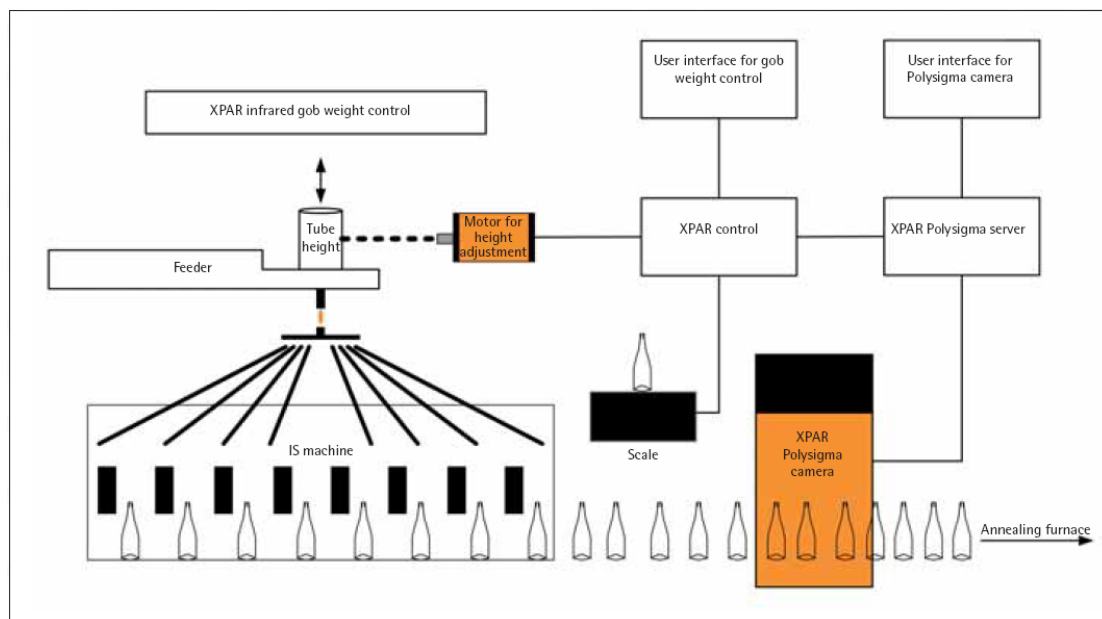 User interface for gob
weight control
User interface for
Polysigma camera
XPAR infrared gob weight control
Tube
height
Motor for
height
adjustment
XPAR control
XPAR Polysigma server
Feeder
IS machine
Scale
XPAR
Polysigma
camera
Annealing furnace